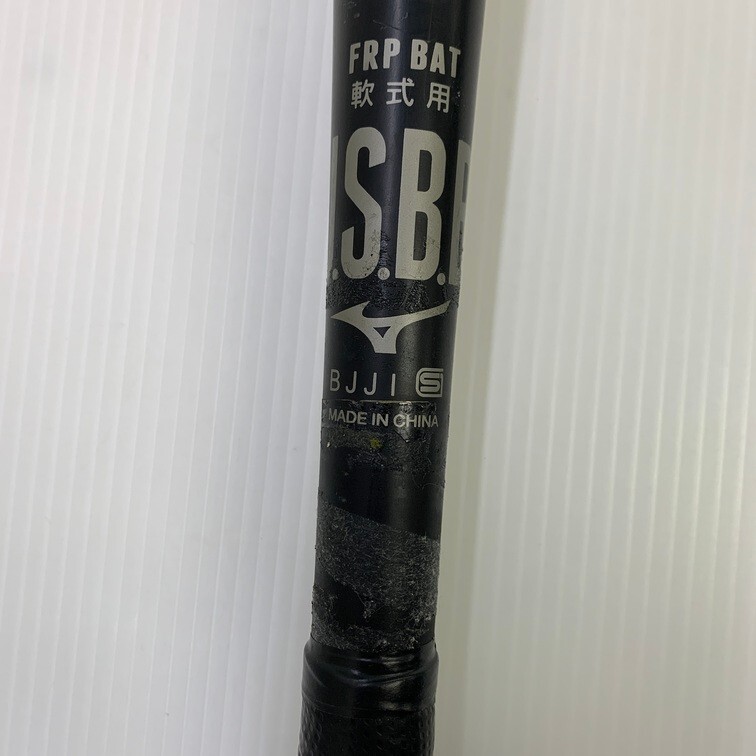 FRP BAT
軟式用
.S.B.
BJJI S
MADE IN CHINA